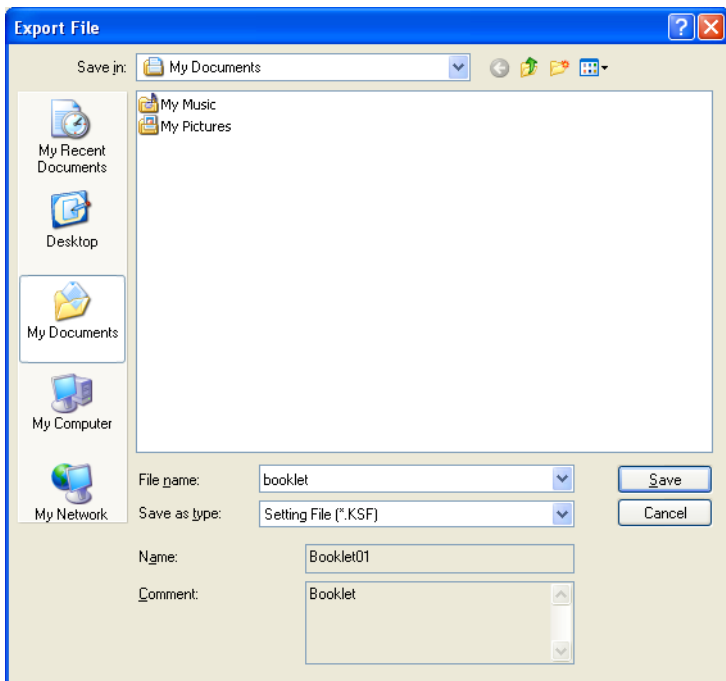 Export File
Save in: My Documents
My Music
My Pictures
My Recent
Documents
Desktop
My Documents
My Computer
My Network
File name: booklet Save
Save as type: Setting File (*.KSF) Cancel
Name: Booklet01
Comment: Booklet